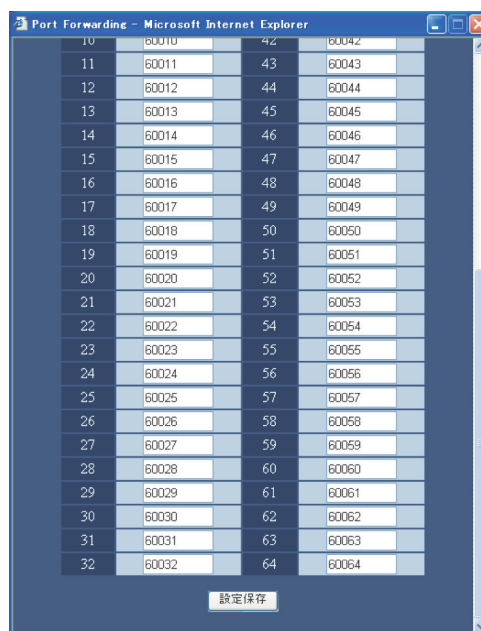 Port Forwarding - Microsoft Internet Explorer
10 60010 42 60042
11 60011 43 60043
12 60012 44 60044
13 60013 45 60045
14 60014 46 60046
15 60015 47 60047
16 60016 48 60048
17 60017 49 60049
18 60018 50 60050
19 60019 51 60051
20 60020 52 60052
21 60021 53 60053
22 60022 54 60054
23 60023 55 60055
24 60024 56 60056
25 60025 57 60057
26 60026 58 60058
27 60027 59 60059
28 60028 60 60060
29 60029 61 60061
30 60030 62 60062
31 60031 63 60063
32 60032 64 60064
設定保存